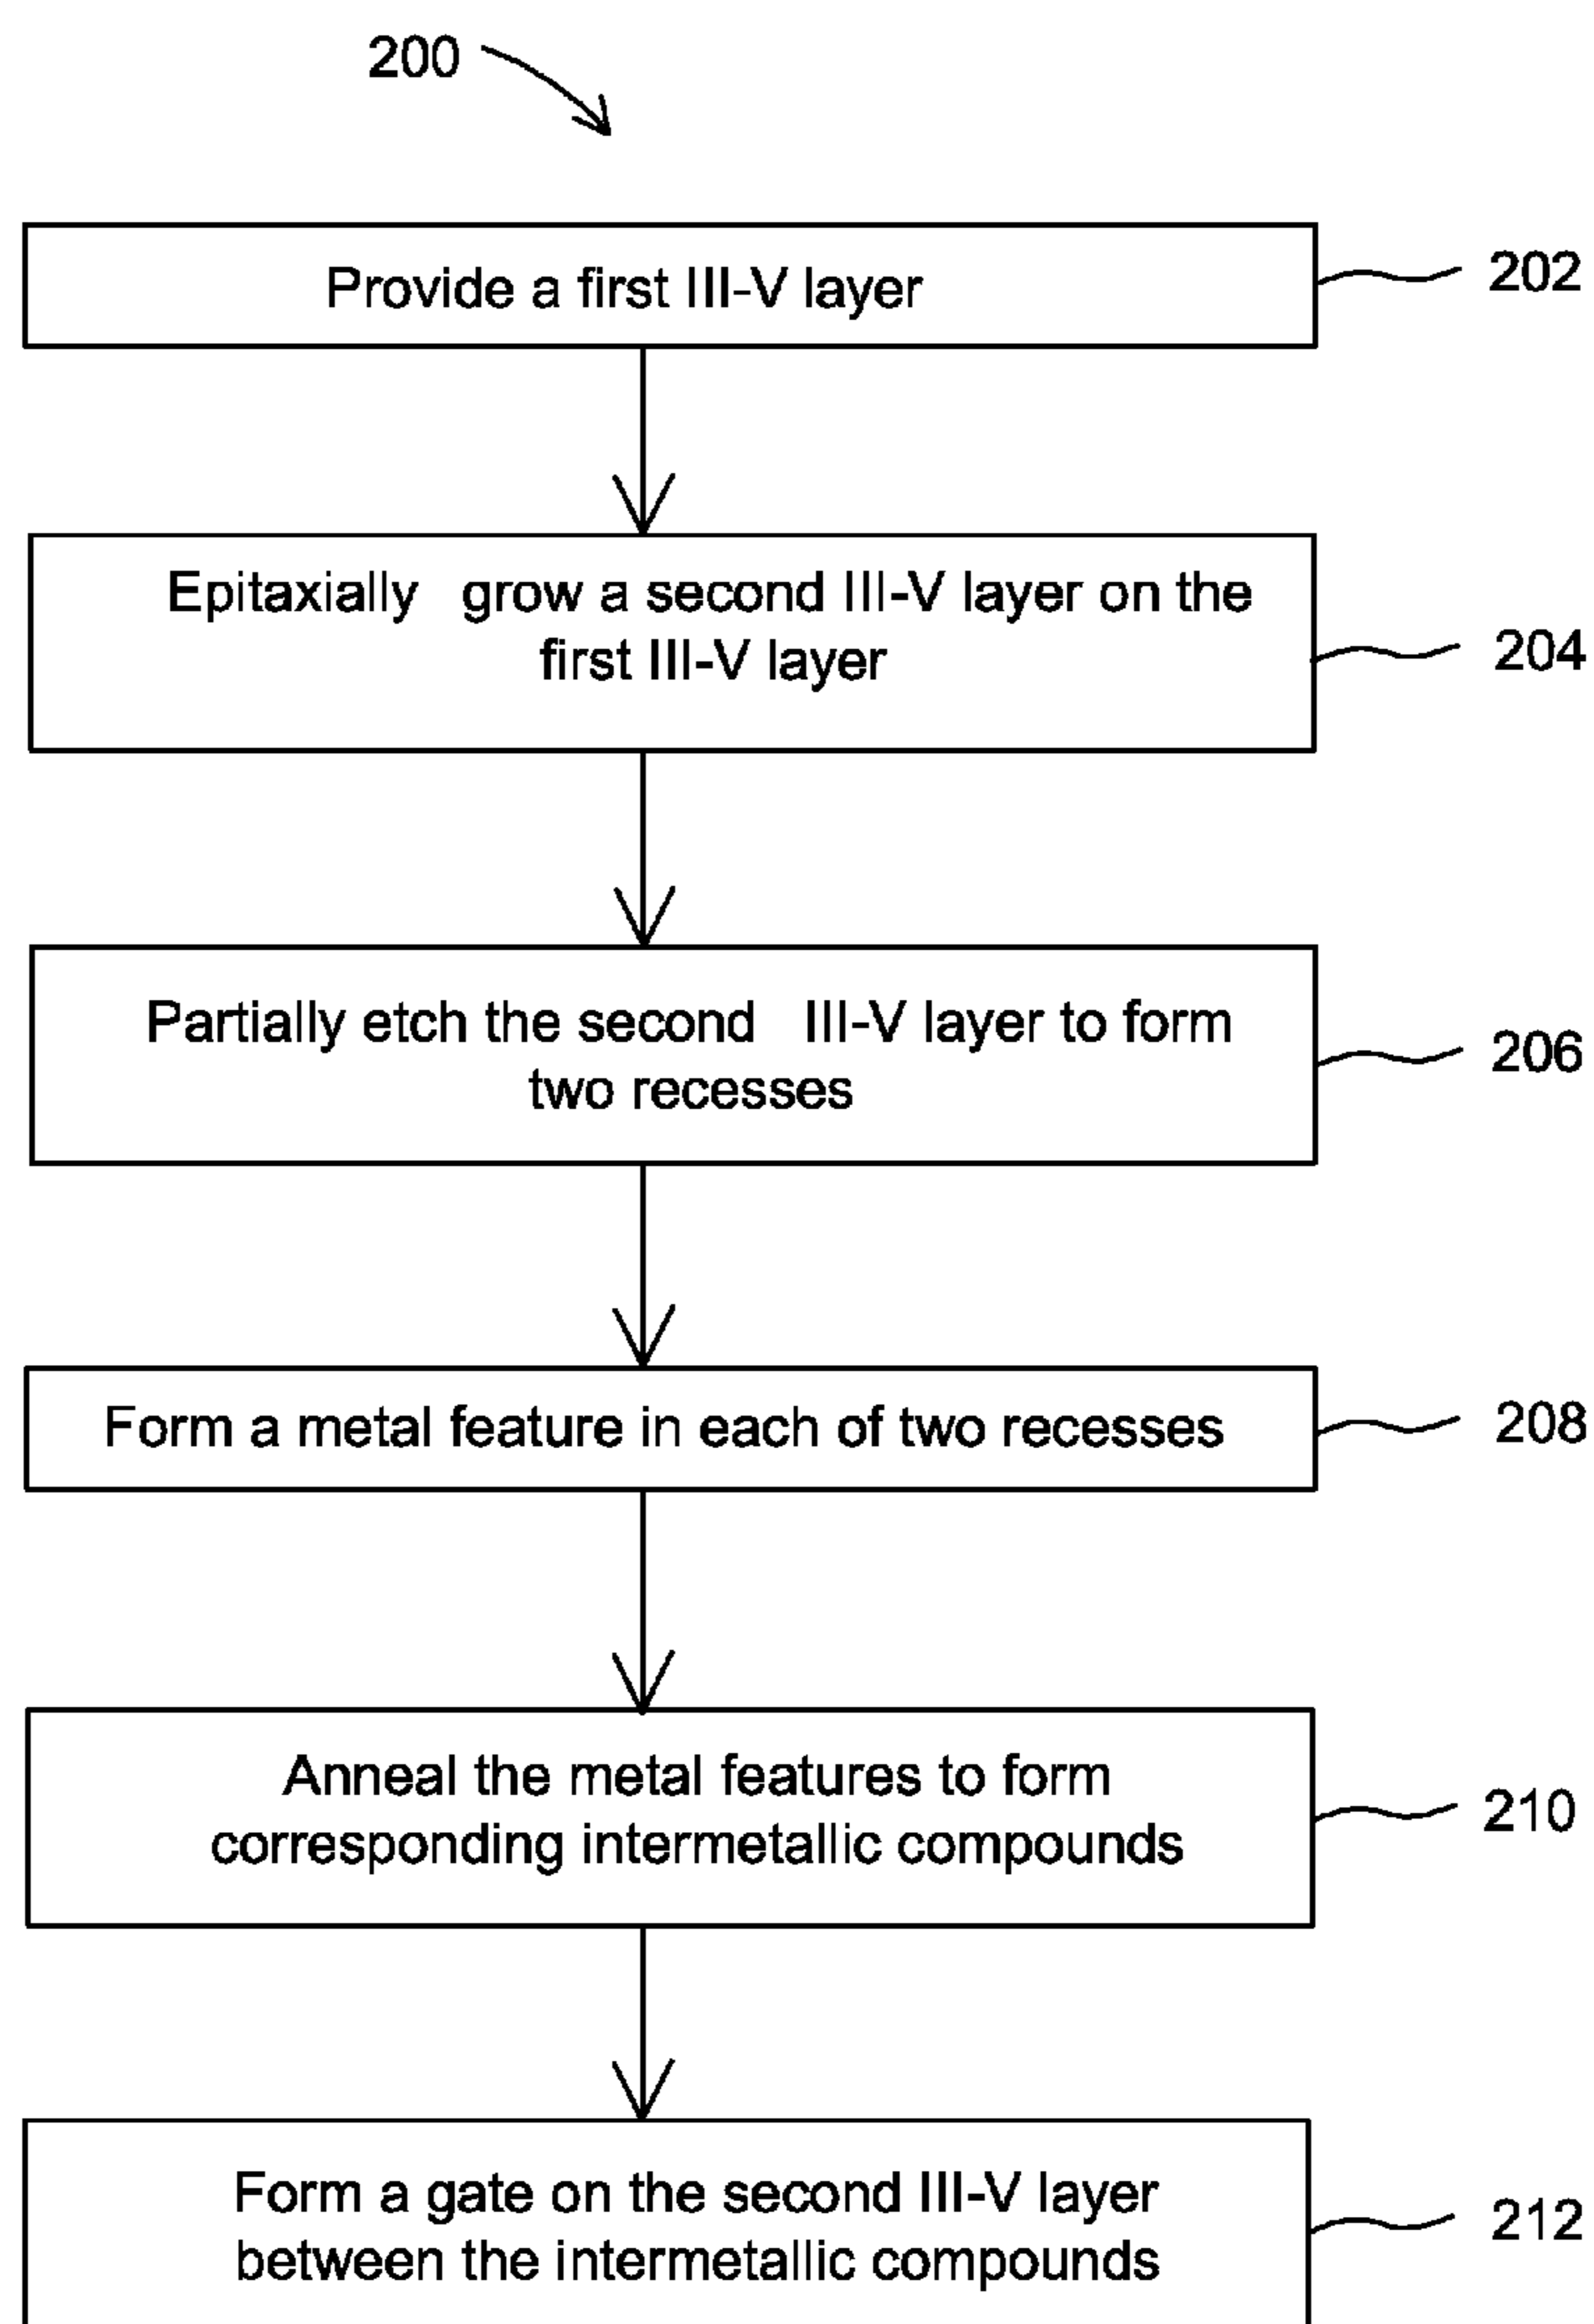 200
Provide a first III-V layer
202
Epitaxially grow a second III-V layer on the
first III-V layer
204
Partially etch the second III-V layer to form
two recesses
206
Form a metal feature in each of two recesses
208
Anneal the metal features to form
corresponding intermetallic compounds
210
Form a gate on the second III-V layer
between the intermetallic compounds
212